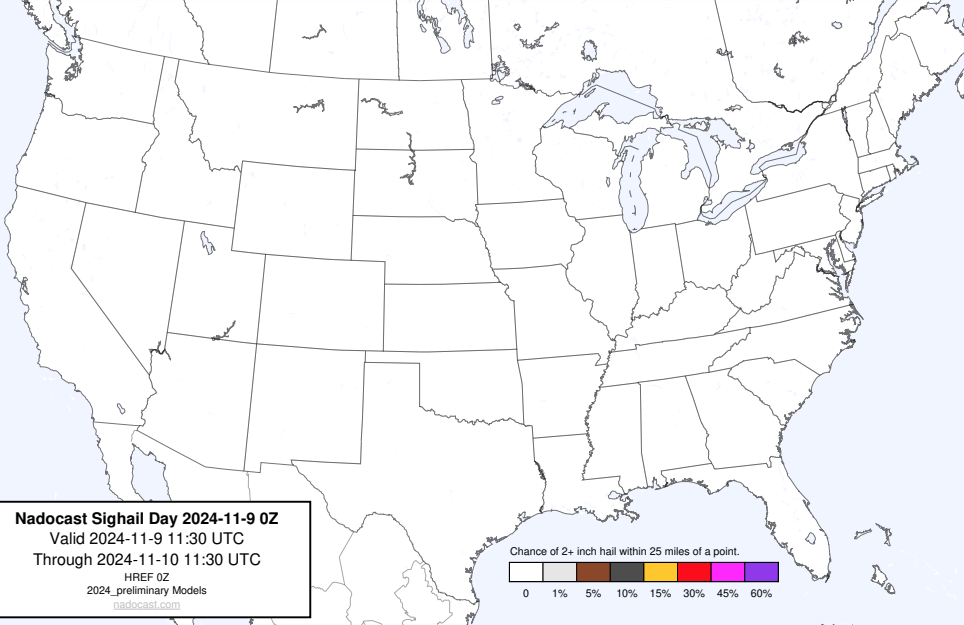 Nadocast Sighail Day 2024-11-9 0Z
Valid 2024-11-9 11:30 UTC
Through 2024-11-10 11:30 UTC
HREF 0Z
2024_preliminary Models
nadocast.com
Chance of 2+ inch hail within 25 miles of a point.
0 1% 5% 10% 15% 30% 45% 60%